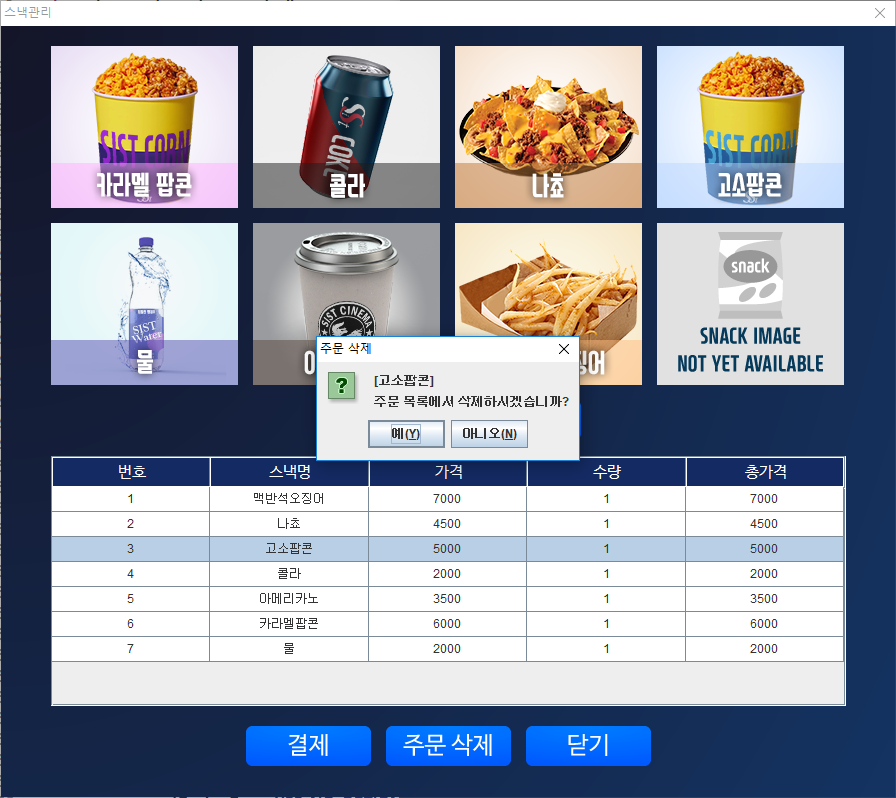 스낵관리
SIST CORN
카라멜 팝콘
SIST
COKE
콜라
나쵸
SIST CORN
고소팝콘
SIST
Water
물
SIST CINEMA
아
징어
snack
SNACK IMAGE
NOT YET AVAILABLE
주문 삭제
[고소팝콘]
주문 목록에서 삭제하시겠습니까?
예(Y) 아니오(N)
번호 스낵명 가격 수량 총가격
1 맥반석오징어 7000 1 7000
2 나쵸 4500 1 4500
3 고소팝콘 5000 1 5000
4 콜라 2000 1 2000
5 아메리카노 3500 1 3500
6 카라멜팝콘 6000 1 6000
7 물 2000 1 2000
결제 주문 삭제 닫기